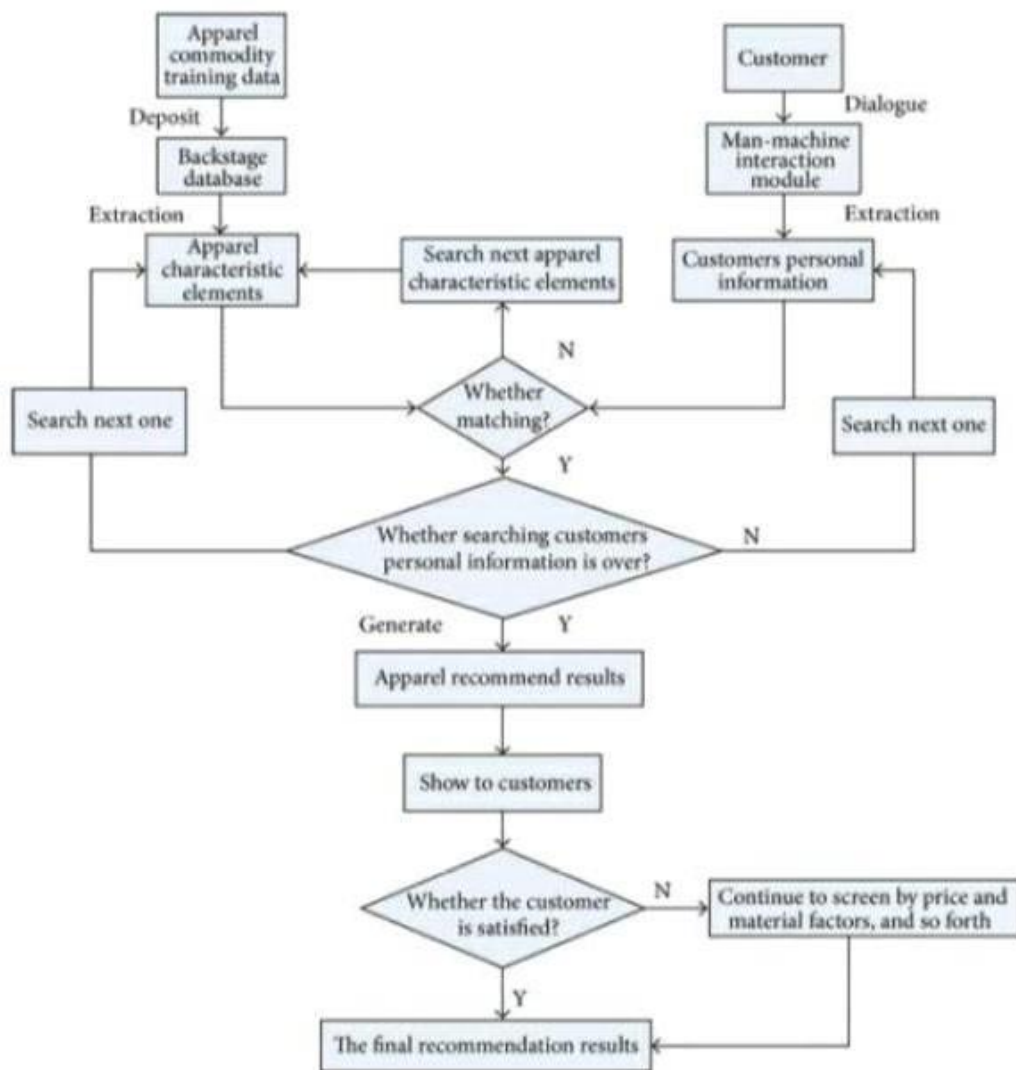 Apparel
commodity
training data
Customer
Deposit
Dialogue
Backstage
database
Man-machine
interaction
module
Extraction
Extraction
Apparel
characteristic
elements
Search next apparel
characteristic elements
Customers personal
information
N
Whether
matching?
Search next one
Search next one
Y
Whether searching customers
personal information is over?
N
Generate
Y
Apparel recommend results
Show to customers
Whether the customer
is satisfied?
N
Continue to screen by price and
material factors, and so forth
Y
The final recommendation results